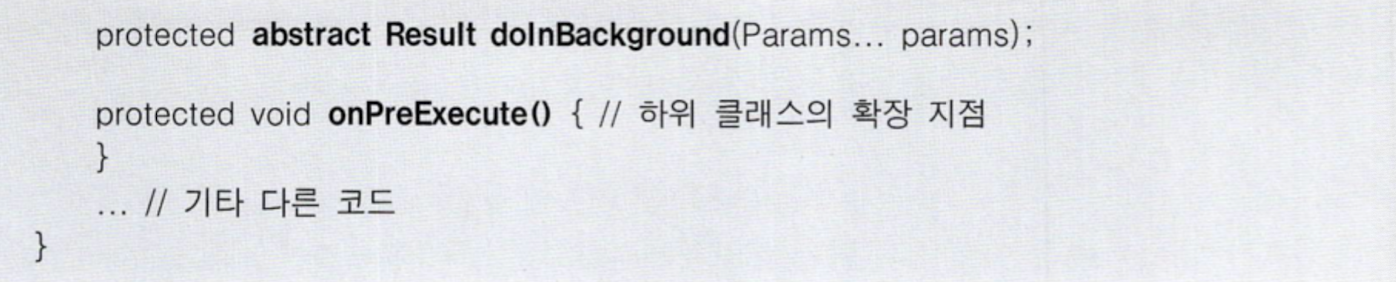 protected abstract Result doInBackground(Params... params);
protected void onPreExecute() { // 하위 클래스의 확장 지점
}
... // 기타 다른 코드
}